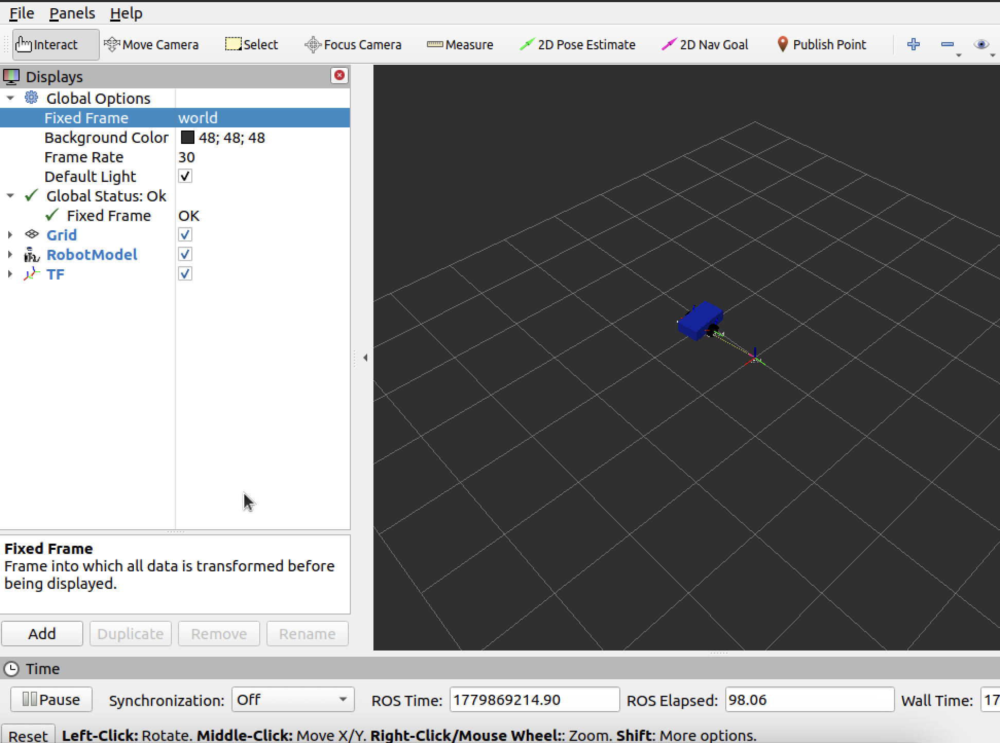 File Panels Help
Interact Move Camera Select Focus Camera Measure 2D Pose Estimate 2D Nav Goal Publish Point
Displays
Global Options
Fixed Frame world
Background Color 48; 48; 48
Frame Rate 30
Default Light
Global Status: Ok
Fixed Frame OK
Grid
RobotModel
TF
Fixed Frame
Frame into which all data is transformed before
being displayed.
Add Duplicate Remove Rename
Time
Pause Synchronization: Off ROS Time: 1779869214.90 ROS Elapsed: 98.06 Wall Time: 17
Reset Left-Click: Rotate. Middle-Click: Move X/Y. Right-Click/Mouse Wheel:: Zoom. Shift: More options.